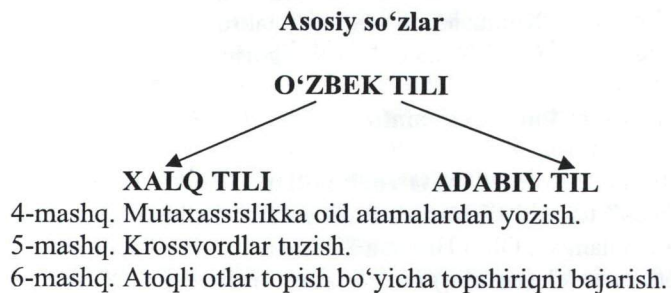 Asosiy so‘zlar
O‘ZBEK TILI
XALQ TILI ADABIY TIL
4-mashq. Mutaxassislikka oid atamalardan yozish.
5-mashq. Krossvordlar tuzish.
6-mashq. Atoqli otlar topish bo‘yicha topshiriqni bajarish.